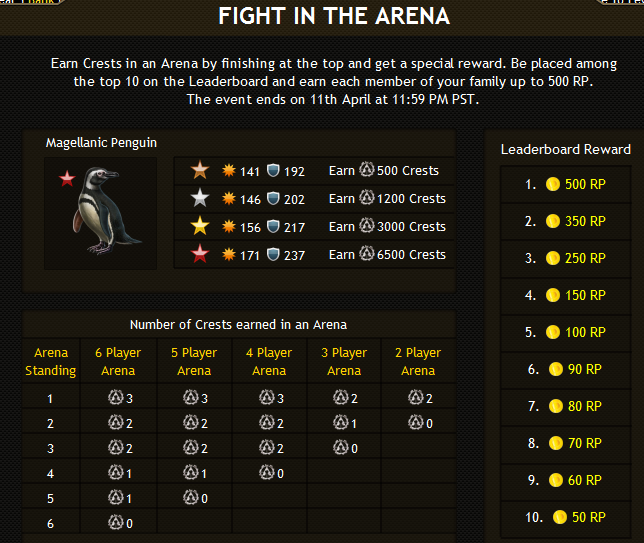 FIGHT IN THE ARENA
Earn Crests in an Arena by finishing at the top and get a special reward. Be placed among
the top 10 on the Leaderboard and earn each member of your family up to 500 RP.
The event ends on 11th April at 11:59 PM PST.
Magellanic Penguin
141 192 Earn 500 Crests
146 202 Earn 1200 Crests
156 217 Earn 3000 Crests
171 237 Earn 6500 Crests
Number of Crests earned in an Arena
Arena Standing 6 Player Arena 5 Player Arena 4 Player Arena 3 Player Arena 2 Player Arena
1 3 3 3 2 2
2 2 2 2 1 0
3 2 2 2 0
4 1 1 0
5 1 0
6 0
Leaderboard Reward
1. 500 RP
2. 350 RP
3. 250 RP
4. 150 RP
5. 100 RP
6. 90 RP
7. 80 RP
8. 70 RP
9. 60 RP
10. 50 RP